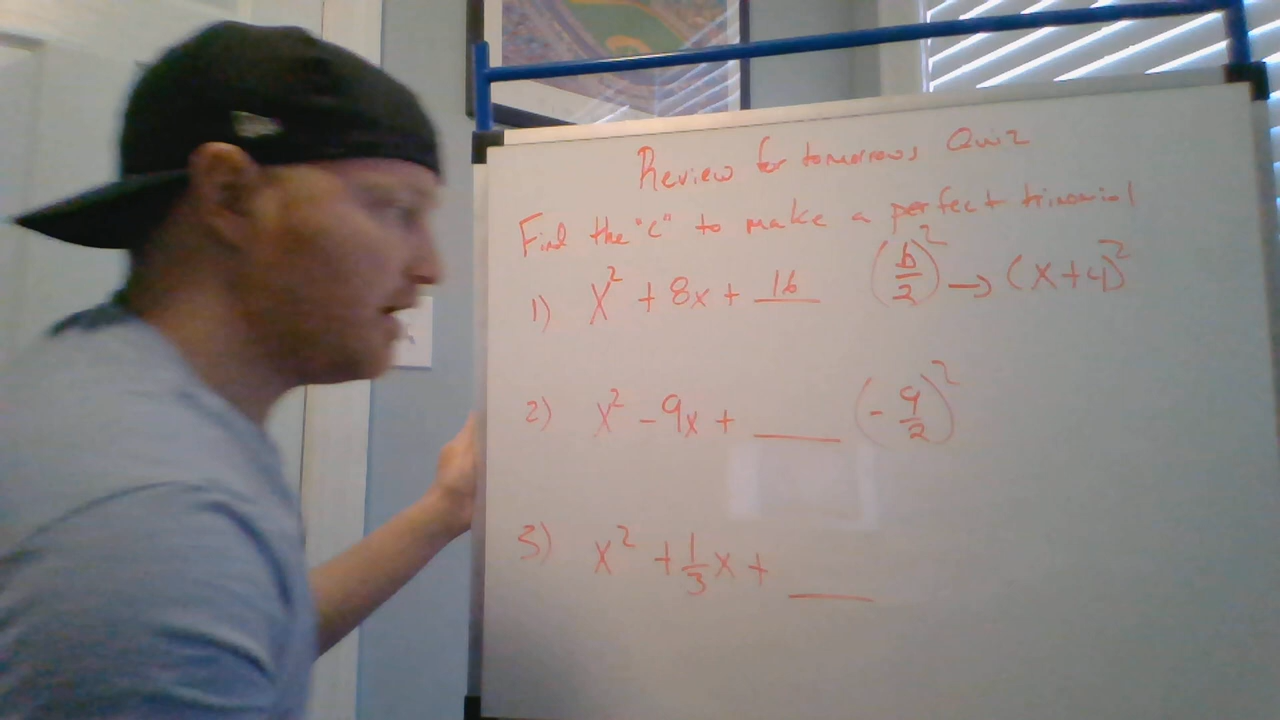 Review for tomorrows Quiz
Find the "c" to make a perfect trinomial
1) x² + 8x + 16 (b/2)² → (x+4)²
2) x² - 9x + ___ (- 9/2)²
3) x² + 1/3 x + ___